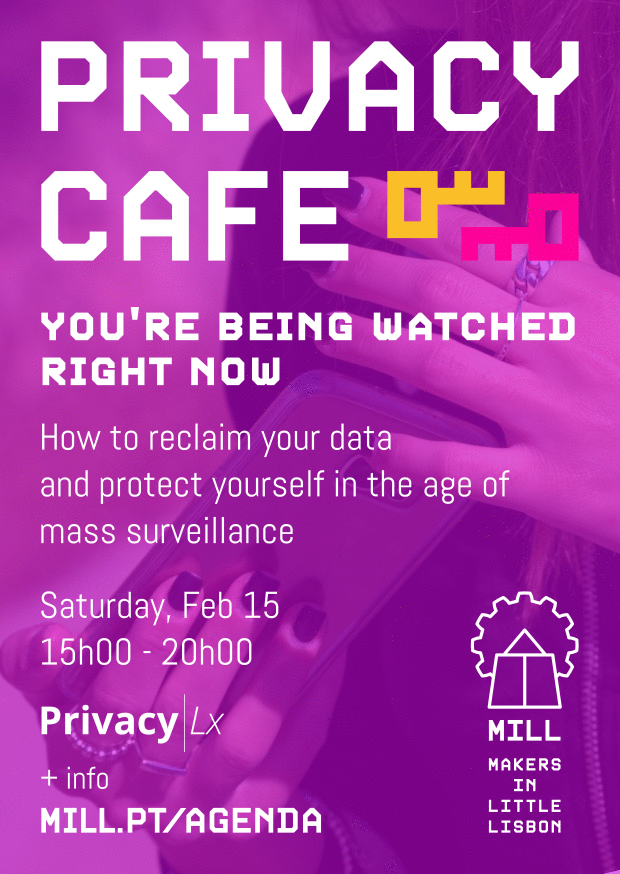 PRIVACY
CAFE
YOU'RE BEING WATCHED
RIGHT NOW
How to reclaim your data
and protect yourself in the age of
mass surveillance
Saturday, Feb 15
15h00 - 20h00
Privacy|Lx
+ info
MILL.PT/AGENDA
MILL
MAKERS
IN
LITTLE
LISBON